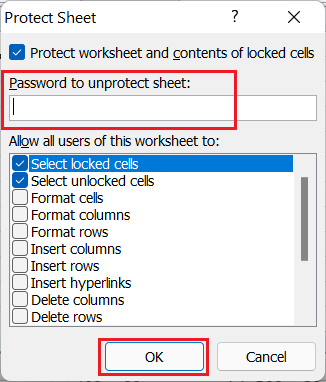 Protect Sheet ? ×
Protect worksheet and contents of locked cells
Password to unprotect sheet:
Allow all users of this worksheet to:
Select locked cells
Select unlocked cells
Format cells
Format columns
Format rows
Insert columns
Insert rows
Insert hyperlinks
Delete columns
Delete rows
OK Cancel